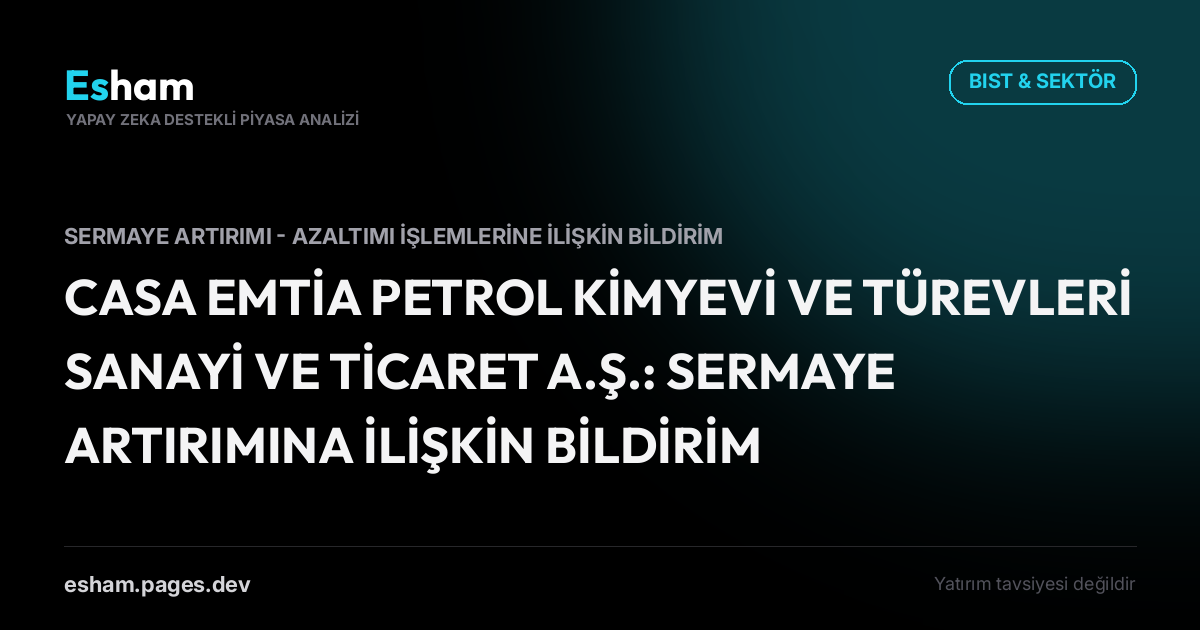 Esham
BIST & SEKTÖR
YAPAY ZEKA DESTEKLİ PİYASA ANALİZİ
SERMAYE ARTIRIMI - AZALTIMI İŞLEMLERİNE İLİŞKİN BİLDİRİM
CASA EMTİA PETROL KİMYEVİ VE TÜREVLERİ
SANAYİ VE TİCARET A.Ş.: SERMAYE
ARTIRIMINA İLİŞKİN BİLDİRİM
esham.pages.dev
Yatırım tavsiyesi değildir